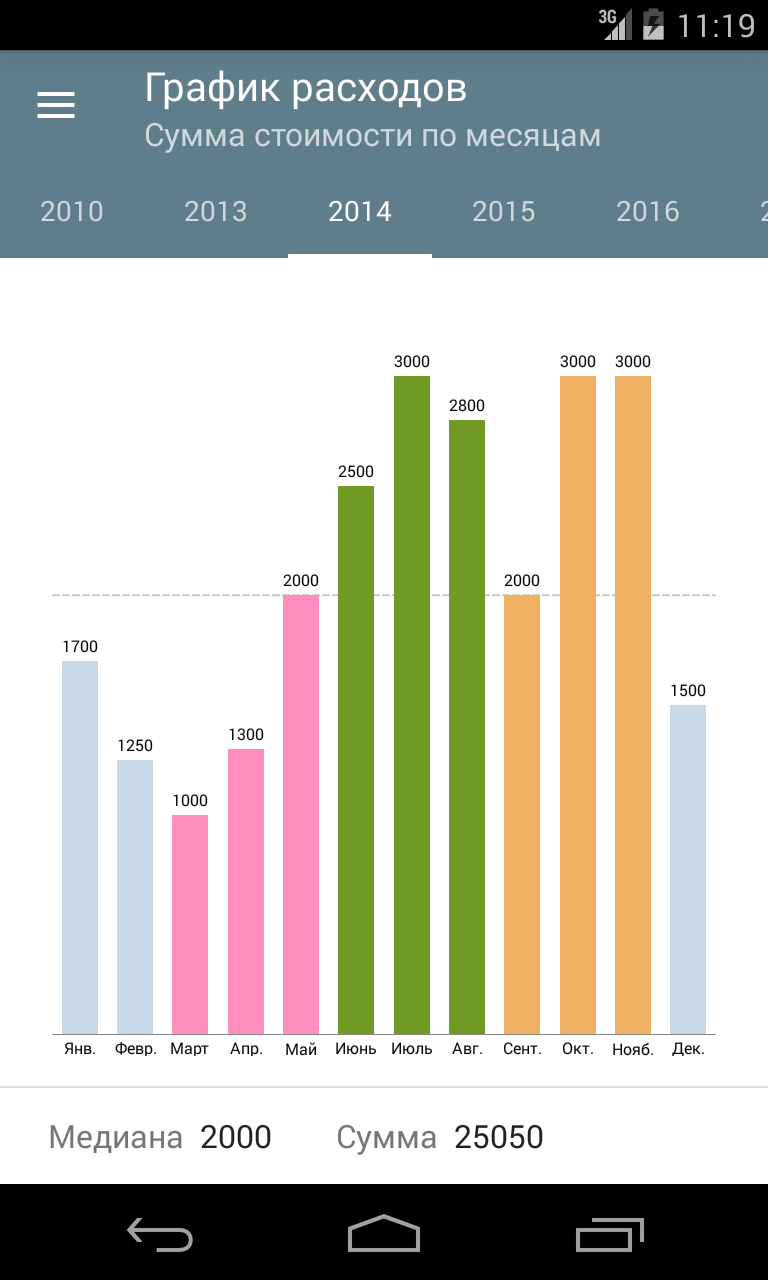 3G 11:19
График расходов
Сумма стоимости по месяцам
2010 2013 2014 2015 2016 2
3000 3000 3000
2800
2500
2000 2000
1700
1500
1300
1250
1000
Янв. Февр. Март Апр. Май Июнь Июль Авг. Сент. Окт. Нояб. Дек.
Медиана 2000 Сумма 25050